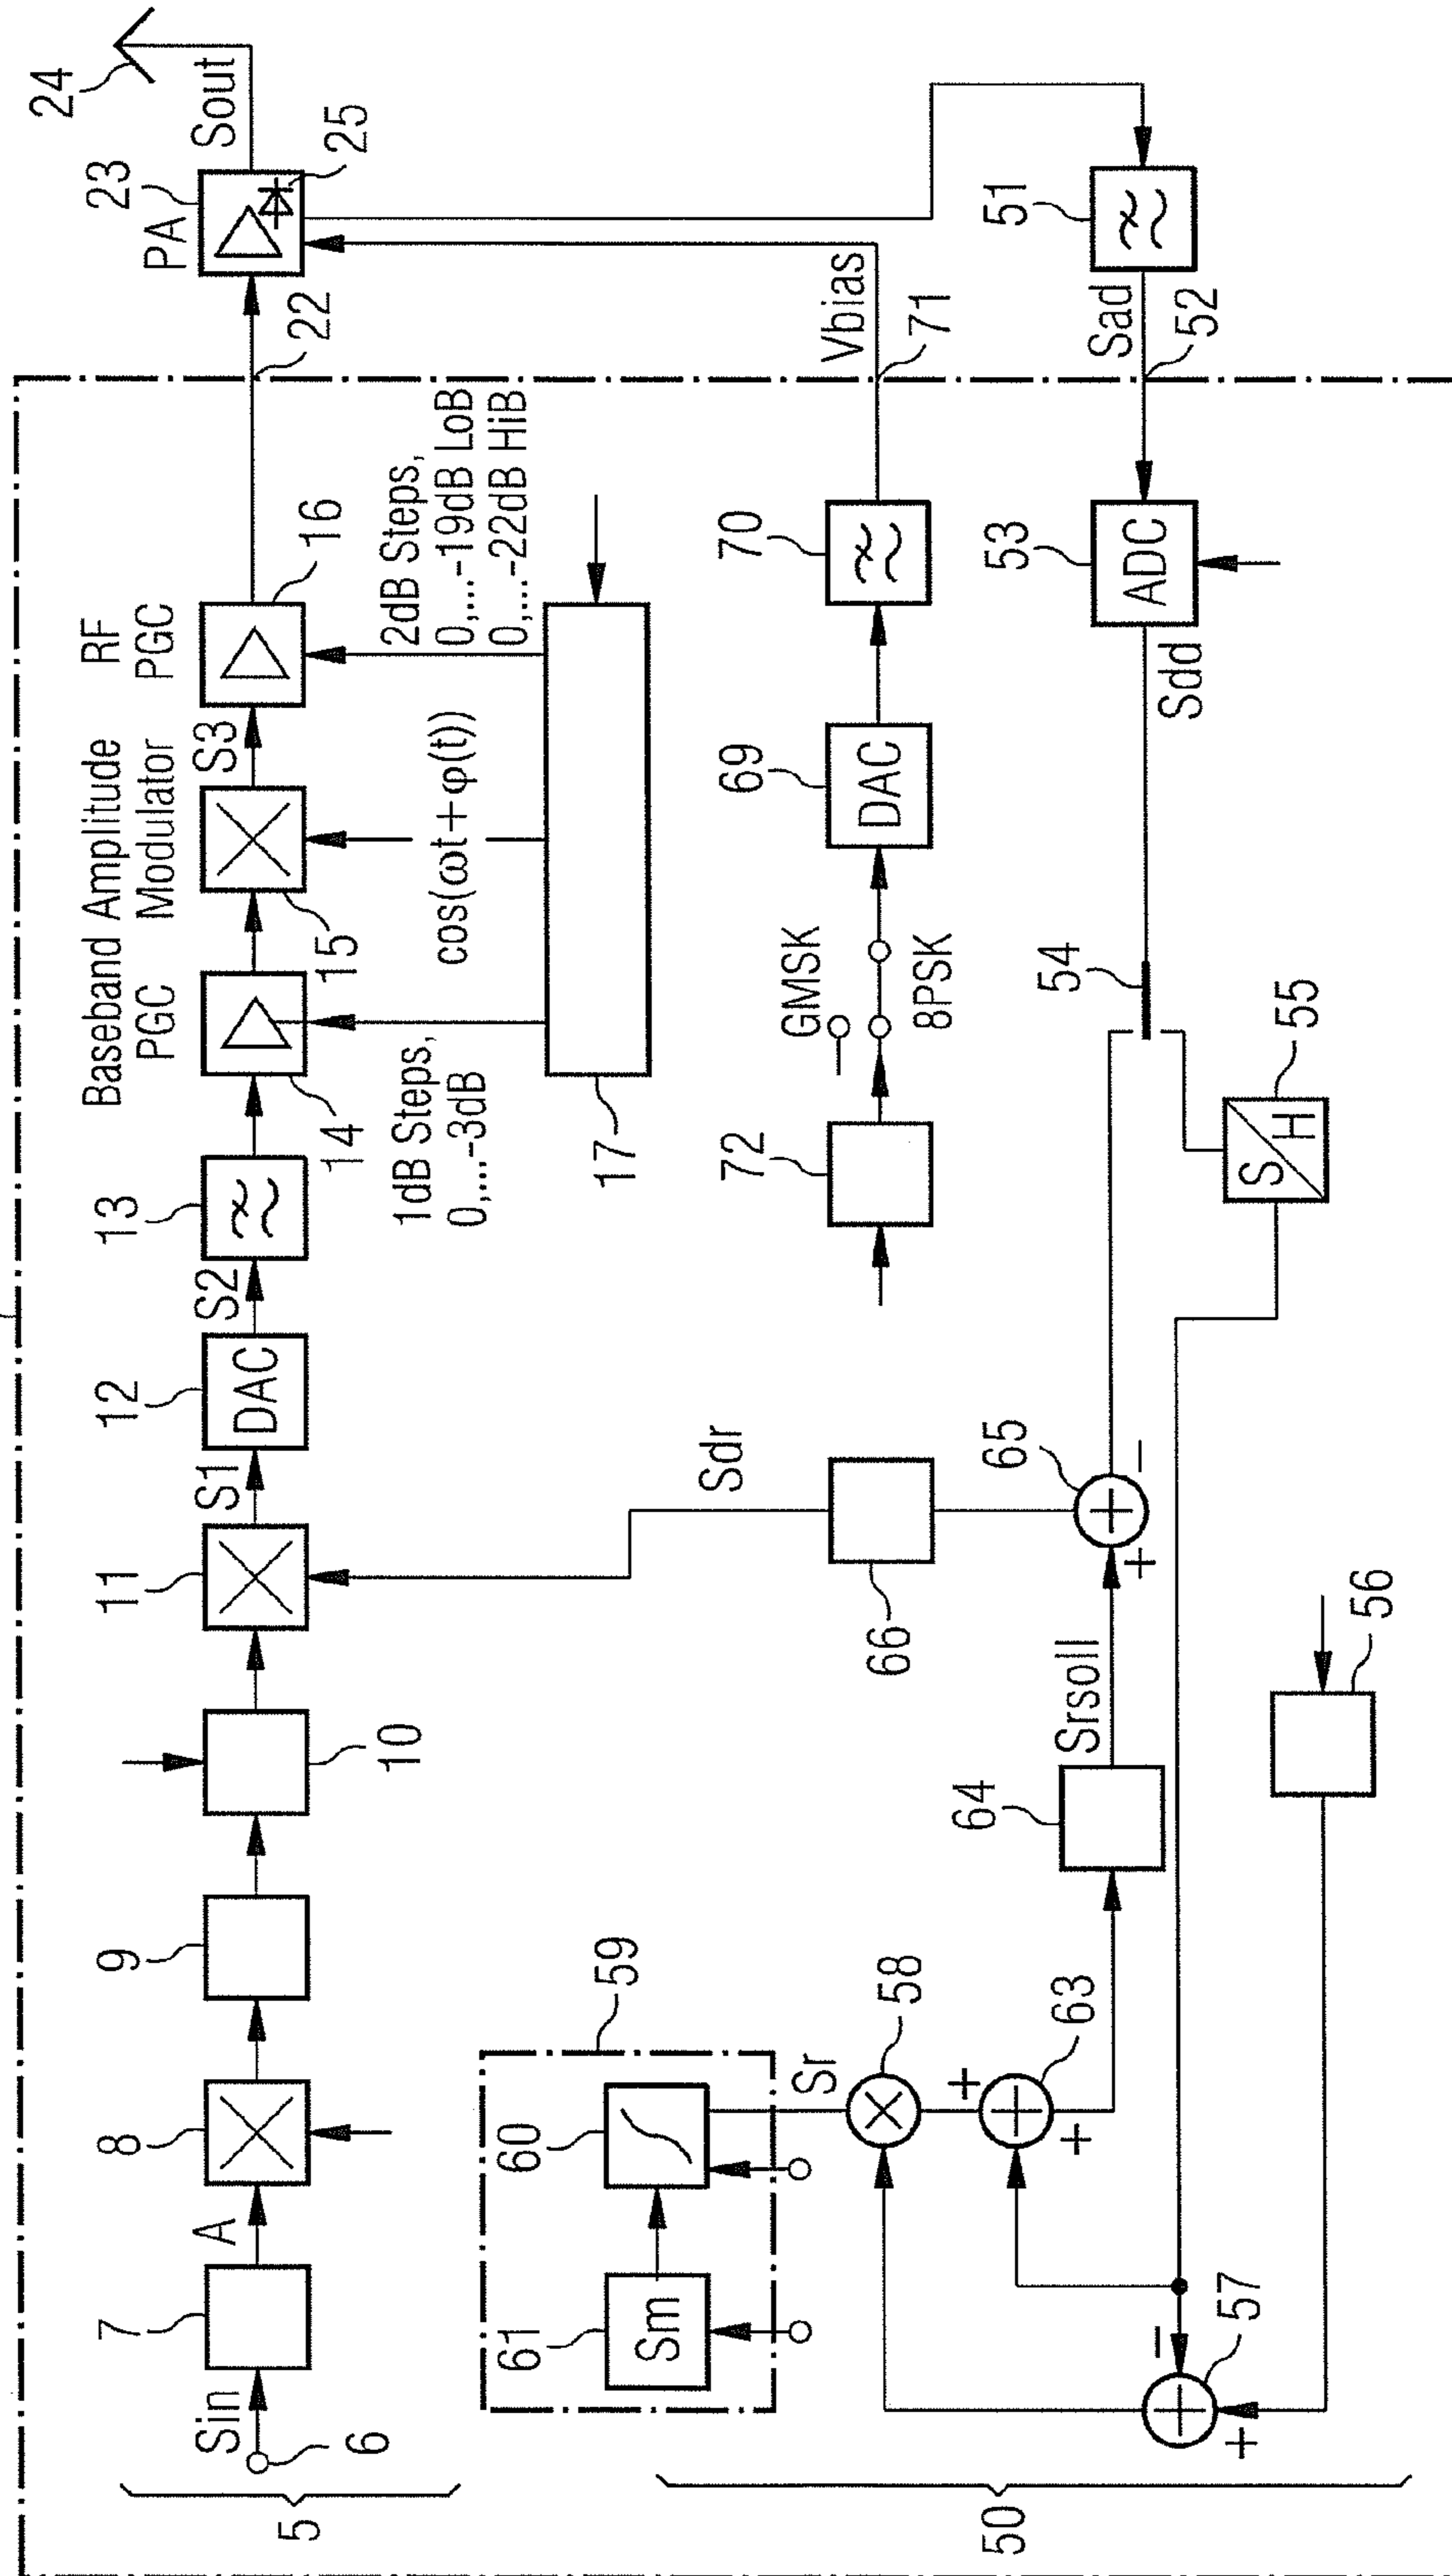 5
Sin
6
7
A
8
9
10
11
S1
12
DAC
S2
13
Baseband Amplitude
PGC
Modulator
14
15
S3
RF
PGC
16
22
23
PA
25
Sout
24
1dB Steps,
0,...-3dB
cos(ωt+φ(t))
2dB Steps,
0,...-19dB LoB
0,...-22dB HiB
17
59
61
Sm
60
Sr
58
+
63
+
64
Srsoll
65
+
−
66
Sdr
72
GMSK
8PSK
69
DAC
70
Vbias
71
50
57
−
+
56
55
S
H
54
Sdd
53
ADC
Sad
52
51